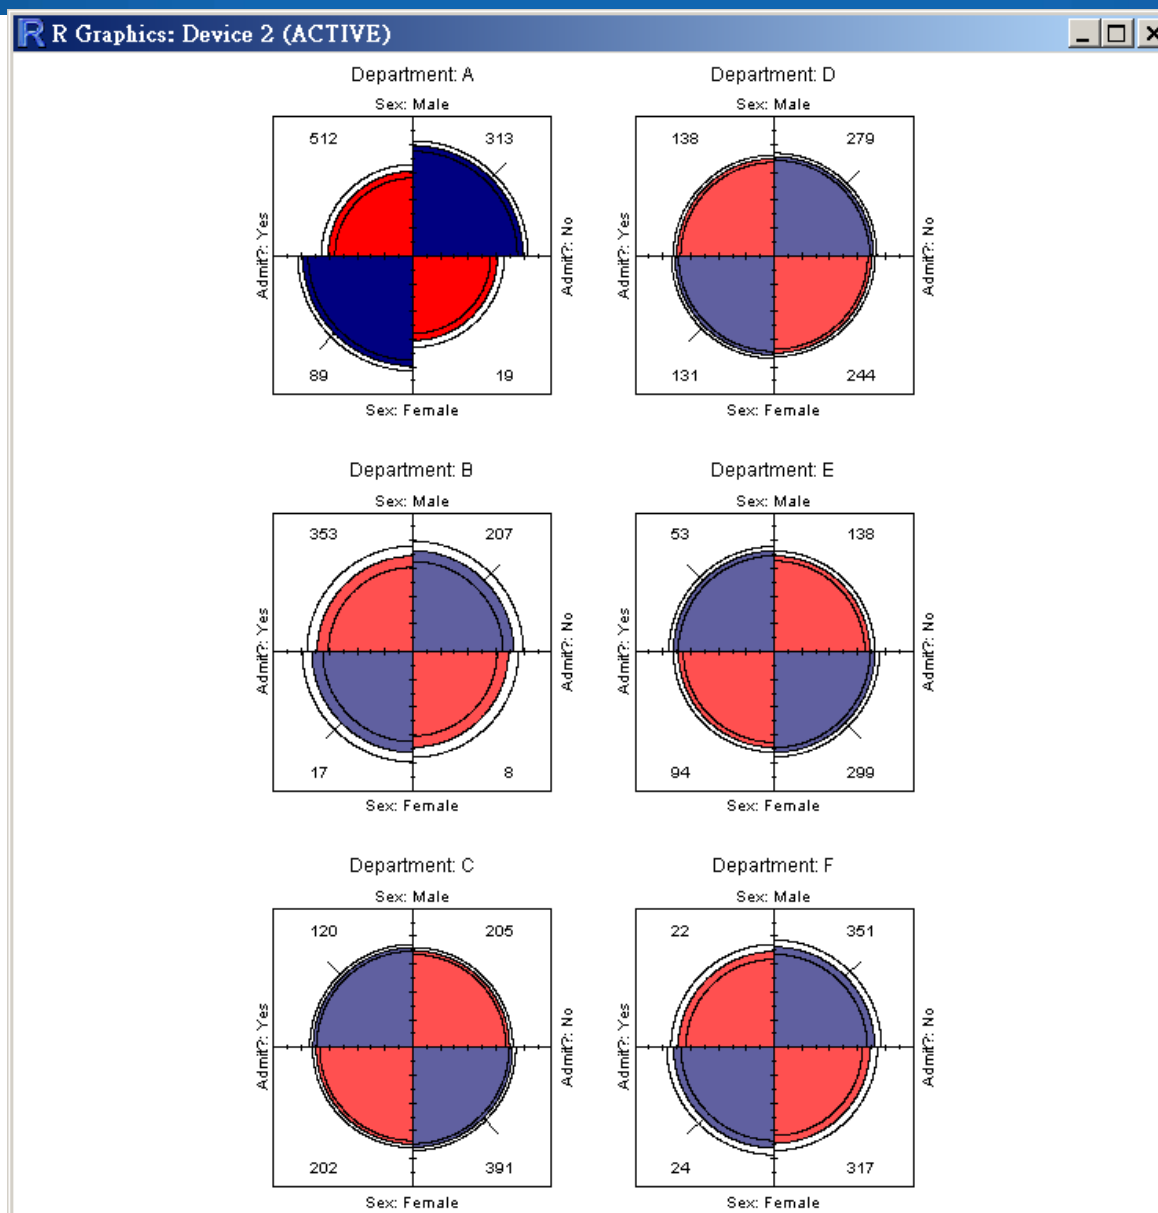 R Graphics: Device 2 (ACTIVE)
Department: A
Sex: Male
512
313
Admit?: Yes
Admit?: No
89
19
Sex: Female
Department: D
Sex: Male
138
279
Admit?: Yes
Admit?: No
131
244
Sex: Female
Department: B
Sex: Male
353
207
Admit?: Yes
Admit?: No
17
8
Sex: Female
Department: E
Sex: Male
53
138
Admit?: Yes
Admit?: No
94
299
Sex: Female
Department: C
Sex: Male
120
205
Admit?: Yes
Admit?: No
202
391
Sex: Female
Department: F
Sex: Male
22
351
Admit?: Yes
Admit?: No
24
317
Sex: Female